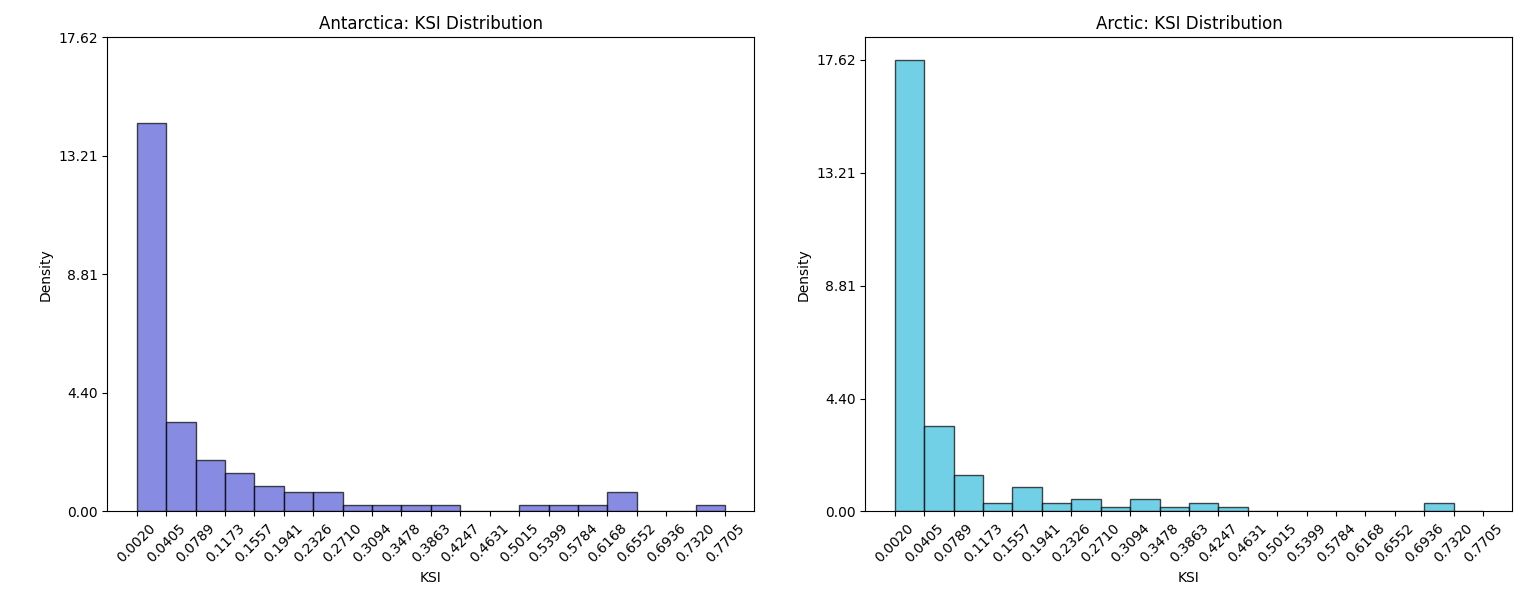 Antarctica: KSI Distribution
17.62
13.21
8.81
4.40
0.00
Density
0.0020 0.0405 0.0789 0.1173 0.1557 0.1941 0.2326 0.2710 0.3094 0.3478 0.3863 0.4247 0.4631 0.5015 0.5399 0.5784 0.6168 0.6552 0.6936 0.7320 0.7705
KSI
Arctic: KSI Distribution
17.62
13.21
8.81
4.40
0.00
Density
0.0020 0.0405 0.0789 0.1173 0.1557 0.1941 0.2326 0.2710 0.3094 0.3478 0.3863 0.4247 0.4631 0.5015 0.5399 0.5784 0.6168 0.6552 0.6936 0.7320 0.7705
KSI